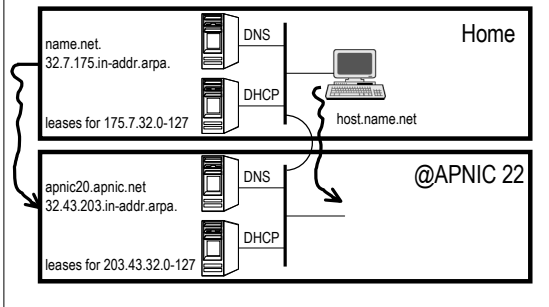 Home
name.net.
32.7.175.in-addr.arpa.
DNS
DHCP
leases for 175.7.32.0-127
host.name.net
@APNIC 22
apnic20.apnic.net
32.43.203.in-addr.arpa.
DNS
DHCP
leases for 203.43.32.0-127